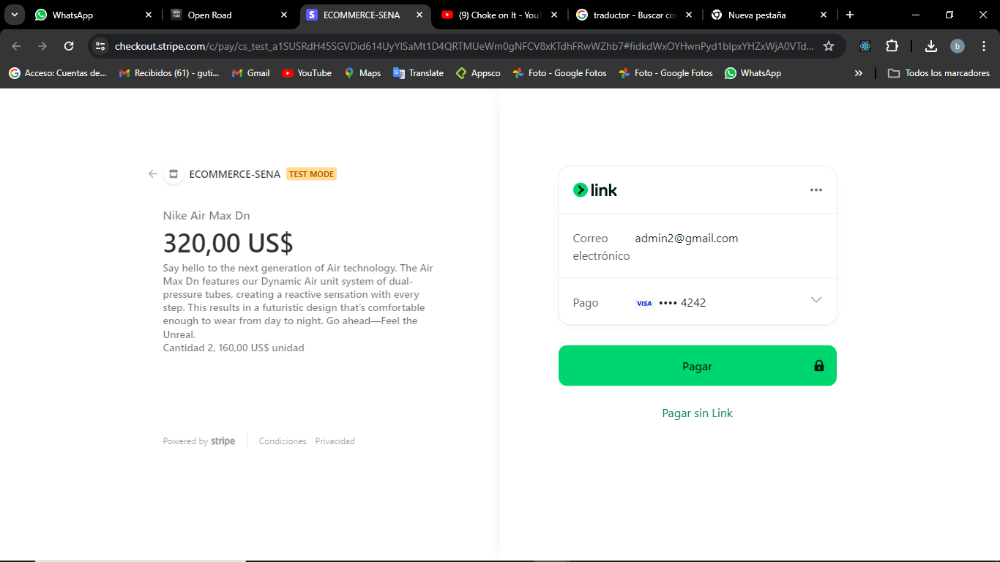 WhatsApp
Open Road
ECOMMERCE-SENA
(9) Choke on It - YouT
traductor - Buscar co
Nueva pestaña
checkout.stripe.com/c/pay/cs_test_a1SUSRdH45SGVDid614UyYlSaMt1D4QRTMUeWm0gNFCV8xKTdhFRwWZhb7#fidkdWxOYHwnPyd1blpxYHZxWjA0VTd...
b
Acceso: Cuentas de...
Recibidos (61) - guti...
Gmail
YouTube
Maps
Translate
Appsco
Foto - Google Fotos
Foto - Google Fotos
WhatsApp
Todos los marcadores
ECOMMERCE-SENA TEST MODE
Nike Air Max Dn
320,00 US$
Say hello to the next generation of Air technology. The Air
Max Dn features our Dynamic Air unit system of dual-
pressure tubes, creating a reactive sensation with every
step. This results in a futuristic design that's comfortable
enough to wear from day to night. Go ahead—Feel the
Unreal.
Cantidad 2, 160,00 US$ unidad
Powered by stripe
Condiciones
Privacidad
link
Correo
electrónico
admin2@gmail.com
Pago
VISA •••• 4242
Pagar
Pagar sin Link